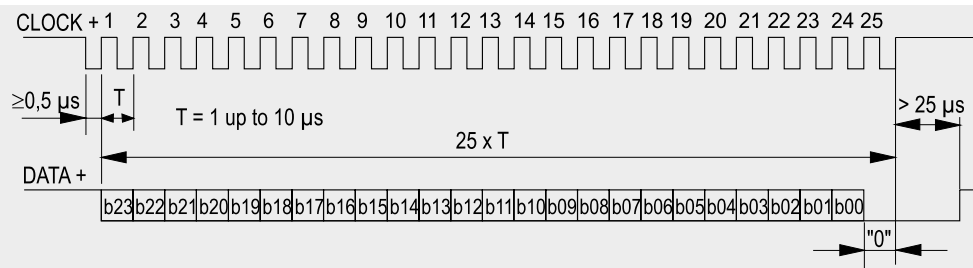 CLOCK + 1 2 3 4 5 6 7 8 9 10 11 12 13 14 15 16 17 18 19 20 21 22 23 24 25
≥0,5 µs T > 25 µs
T = 1 up to 10 µs
25 x T
DATA +
b23 b22 b21 b20 b19 b18 b17 b16 b15 b14 b13 b12 b11 b10 b09 b08 b07 b06 b05 b04 b03 b02 b01 b00
"0"